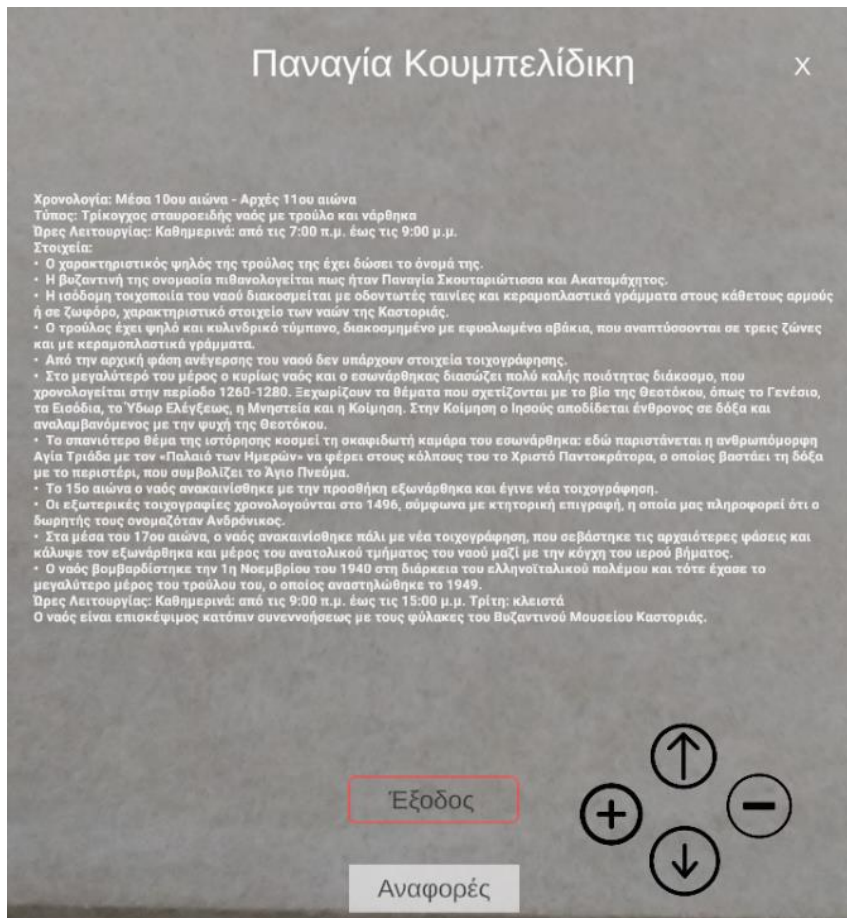 Παναγία Κουμπελίδικη
X
Χρονολογία: Μέσα 10ου αιώνα - Αρχές 11ου αιώνα
Τύπος: Τρίκογχος σταυροειδής ναός με τρούλο και νάρθηκα
Ώρες Λειτουργίας: Καθημερινά: από τις 7:00 π.μ. έως τις 9:00 μ.μ.
Στοιχεία:
• Ο χαρακτηριστικός ψηλός της τρούλος της έχει δώσει το όνομά της.
• Η βυζαντινή της ονομασία πιθανολογείται πως ήταν Παναγία Σκουταριώτισσα και Ακαταμάχητος.
• Η ισόδομη τοιχοποιία του ναού διακοσμείται με οδοντωτές ταινίες και κεραμοπλαστικά γράμματα στους κάθετους αρμούς
ή σε ζωφόρο, χαρακτηριστικό στοιχείο των ναών της Καστοριάς.
• Ο τρούλος έχει ψηλό και κυλινδρικό τύμπανο, διακοσμημένο με εφυαλωμένα αβάκια, που αναπτύσσονται σε τρεις ζώνες
και με κεραμοπλαστικά γράμματα.
• Από την αρχική φάση ανέγερσης του ναού δεν υπάρχουν στοιχεία τοιχογράφησης.
• Στο μεγαλύτερό του μέρος ο κυρίως ναός και ο εσωνάρθηκας διασώζει πολύ καλής ποιότητας διάκοσμο, που
χρονολογείται στην περίοδο 1260-1280. Ξεχωρίζουν τα θέματα που σχετίζονται με το βίο της Θεοτόκου, όπως το Γενέσιο,
τα Εισόδια, το Ύδωρ Ελέγξεως, η Μνηστεία και η Κοίμηση. Στην Κοίμηση ο Ιησούς αποδίδεται ένθρονος σε δόξα και
αναλαμβανόμενος με την ψυχή της Θεοτόκου.
• Το σπανιότερο θέμα της ιστόρησης κοσμεί τη σκαφιδωτή καμάρα του εσωνάρθηκα: εδώ παριστάνεται η ανθρωπόμορφη
Αγία Τριάδα με τον «Παλαιό των Ημερών» να φέρει στους κόλπους του το Χριστό Παντοκράτορα, ο οποίος βαστάει τη δόξα
με το περιστέρι, που συμβολίζει το Άγιο Πνεύμα.
• Το 15ο αιώνα ο ναός ανακαινίσθηκε με την προσθήκη εξωνάρθηκα και έγινε νέα τοιχογράφηση.
• Οι εξωτερικές τοιχογραφίες χρονολογούνται στο 1496, σύμφωνα με κτητορική επιγραφή, η οποία μας πληροφορεί ότι ο
δωρητής τους ονομαζόταν Ανδρόνικος.
• Στα μέσα του 17ου αιώνα, ο ναός ανακαινίσθηκε πάλι με νέα τοιχογράφηση, που σεβάστηκε τις αρχαιότερες φάσεις και
κάλυψε τον εξωνάρθηκα και μέρος του ανατολικού τμήματος του ναού μαζί με την κόγχη του ιερού βήματος.
• Ο ναός βομβαρδίστηκε την 1η Νοεμβρίου του 1940 στη διάρκεια του ελληνοϊταλικού πολέμου και τότε έχασε το
μεγαλύτερο μέρος του τρούλου του, ο οποίος αναστηλώθηκε το 1949.
Ώρες Λειτουργίας: Καθημερινά: από τις 9:00 π.μ. έως τις 15:00 μ.μ. Τρίτη: κλειστά
Ο ναός είναι επισκέψιμος κατόπιν συνεννοήσεως με τους φύλακες του Βυζαντινού Μουσείου Καστοριάς.
Έξοδος
Αναφορές